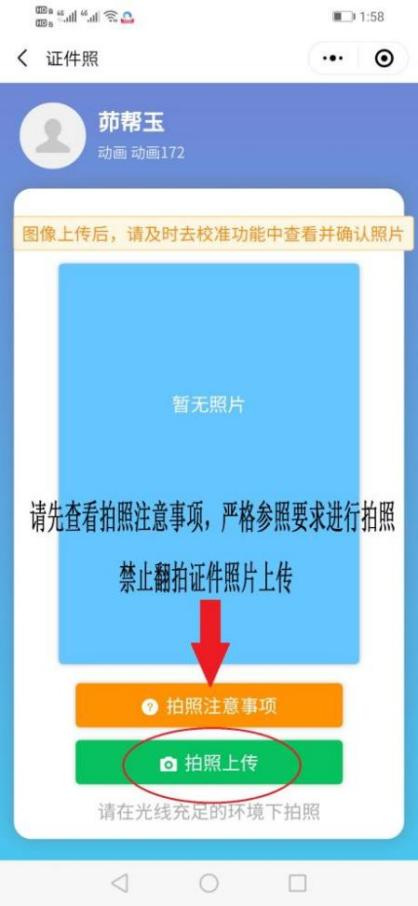 1:58
证件照
茆帮玉
动画 动画172
图像上传后，请及时去校准功能中查看并确认照片
暂无照片
请先查看拍照注意事项，严格参照要求进行拍照
禁止翻拍证件照片上传
拍照注意事项
拍照上传
请在光线充足的环境下拍照